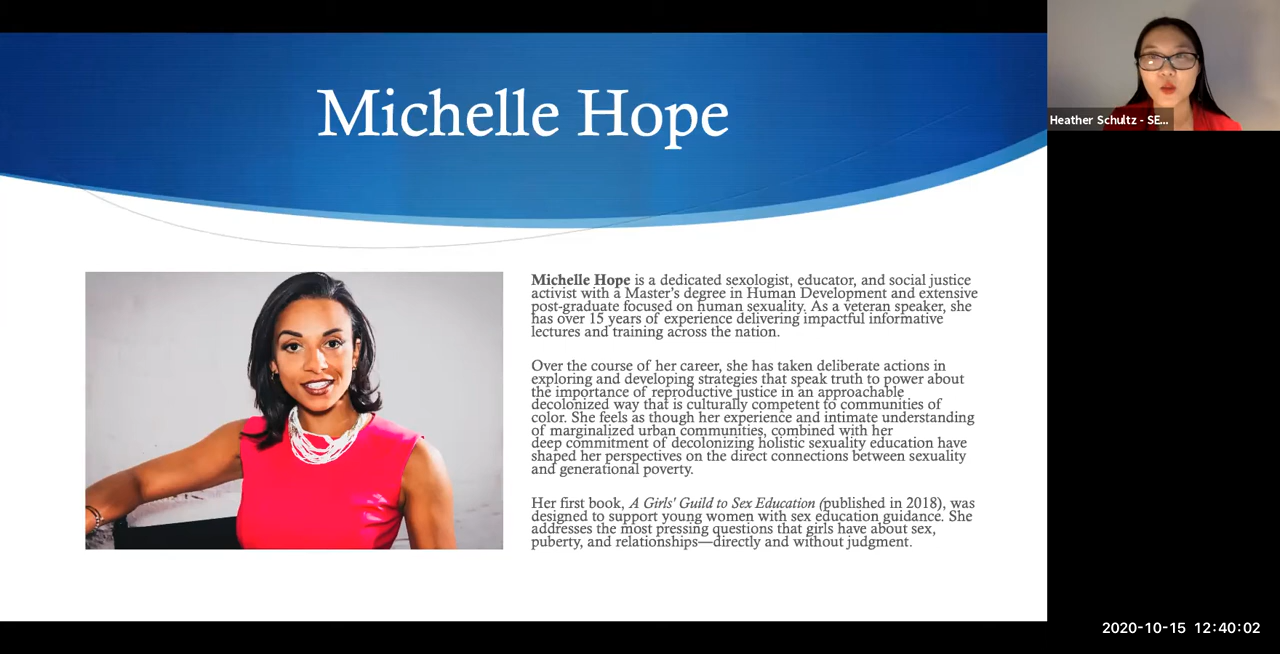 Michelle Hope
Heather Schultz - SE...
Michelle Hope is a dedicated sexologist, educator, and social justice
activist with a Master's degree in Human Development and extensive
post-graduate focused on human sexuality. As a veteran speaker, she
has over 15 years of experience delivering impactful informative
lectures and training across the nation.
Over the course of her career, she has taken deliberate actions in
exploring and developing strategies that speak truth to power about
the importance of reproductive justice in an approachable
decolonized way that is culturally competent to communities of
color. She feels as though her experience and intimate understanding
of marginalized urban communities, combined with her
deep commitment of decolonizing holistic sexuality education have
shaped her perspectives on the direct connections between sexuality
and generational poverty.
Her first book, A Girls' Guild to Sex Education (published in 2018), was
designed to support young women with sex education guidance. She
addresses the most pressing questions that girls have about sex,
puberty, and relationships—directly and without judgment.
2020-10-15 12:40:02